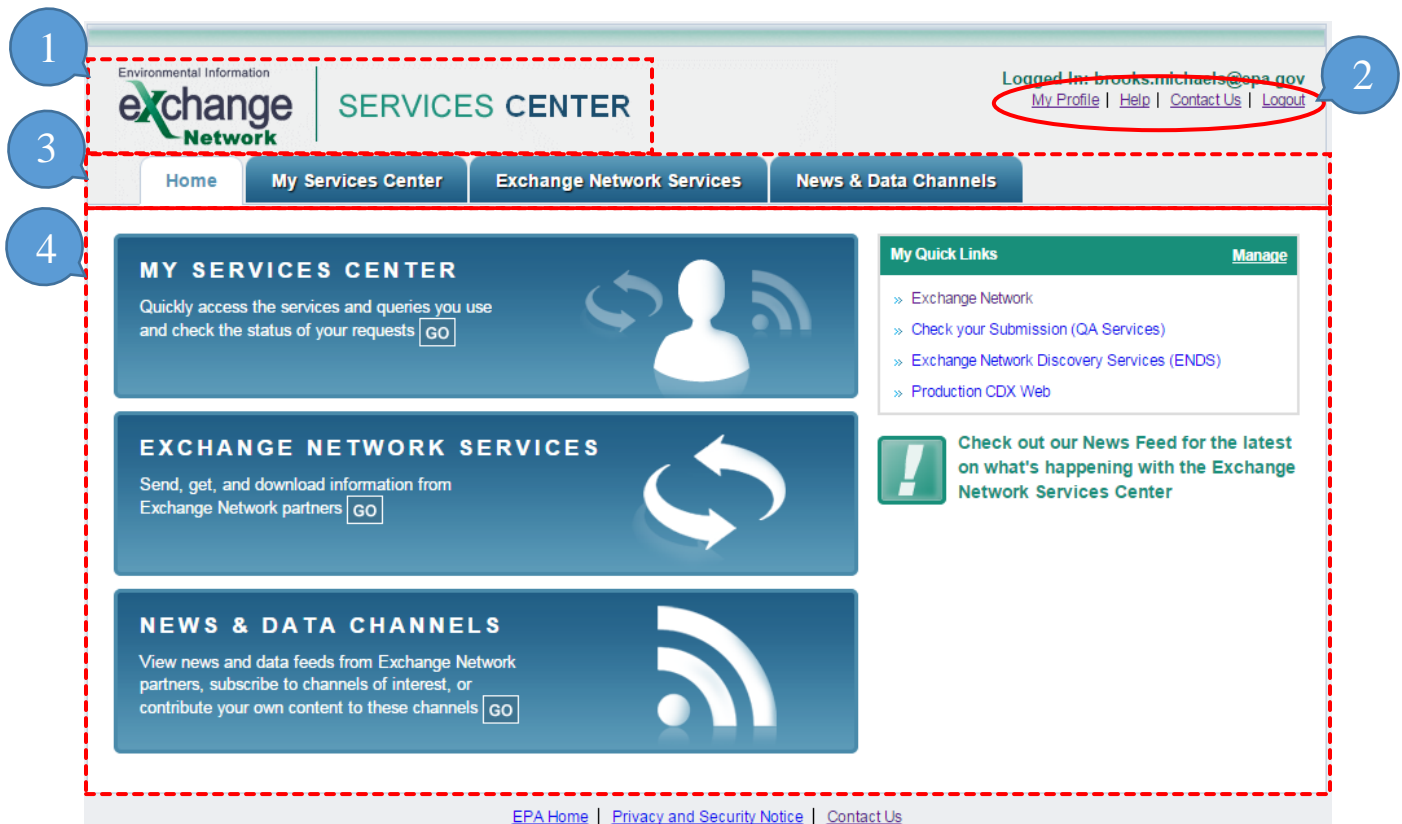 1
Environmental Information
exchange
Network
SERVICES CENTER
Logged In: brooks.michaels@epa.gov
My Profile | Help | Contact Us | Logout
2
3
Home
My Services Center
Exchange Network Services
News & Data Channels
4
MY SERVICES CENTER
Quickly access the services and queries you use
and check the status of your requests GO
EXCHANGE NETWORK SERVICES
Send, get, and download information from
Exchange Network partners GO
NEWS & DATA CHANNELS
View news and data feeds from Exchange Network
partners, subscribe to channels of interest, or
contribute your own content to these channels GO
My Quick Links
Manage
» Exchange Network
» Check your Submission (QA Services)
» Exchange Network Discovery Services (ENDS)
» Production CDX Web
!
Check out our News Feed for the latest
on what's happening with the Exchange
Network Services Center
EPA Home | Privacy and Security Notice | Contact Us